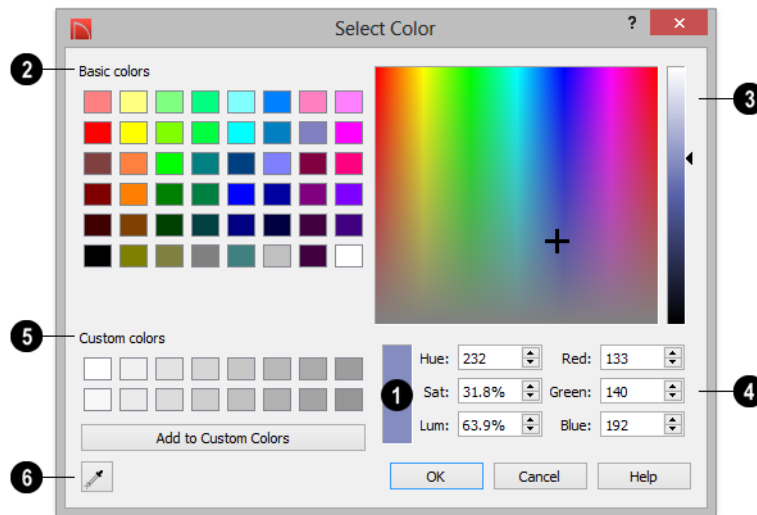 Select Color
?
×
2
Basic colors
3
5
Custom colors
1
Hue: 232 Red: 133
Sat: 31.8% Green: 140
4
Lum: 63.9% Blue: 192
Add to Custom Colors
6
OK Cancel Help